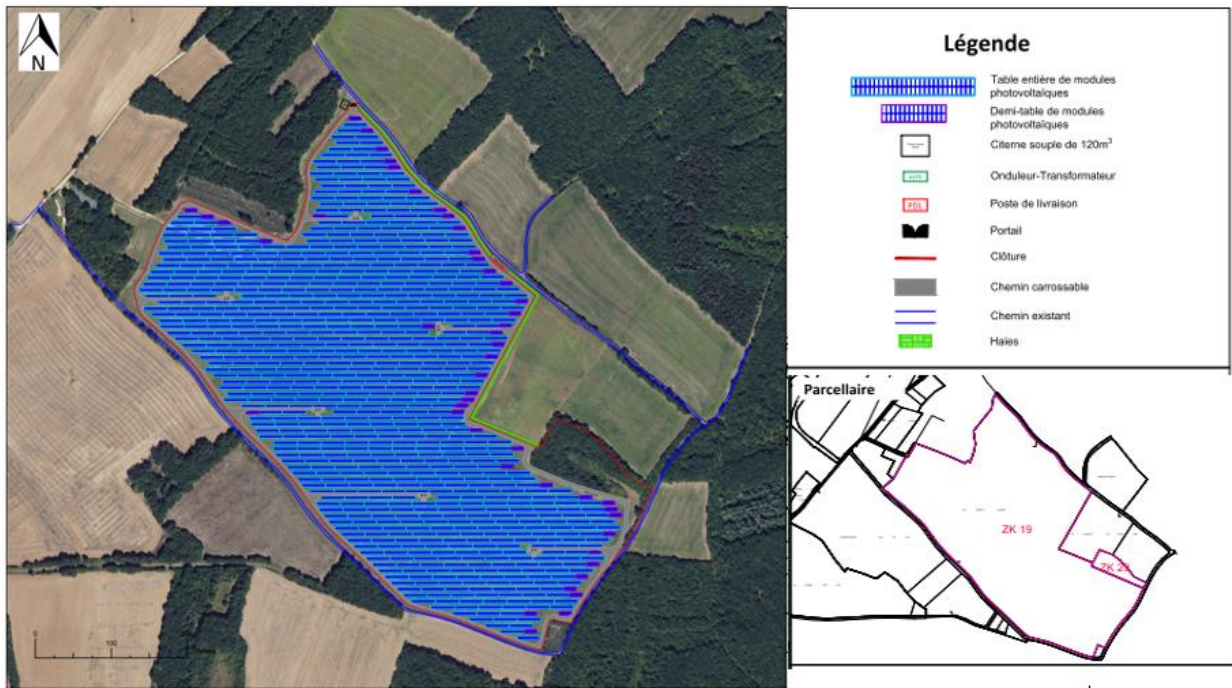 N
0
100
Légende
Table entière de modules
photovoltaïques
Demi-table de modules
photovoltaïques
Citerne souple de 120m³
Onduleur-Transformateur
PDL
Poste de livraison
Portail
Clôture
Chemin carrossable
Chemin existant
Haies
Parcellaire
ZK 19